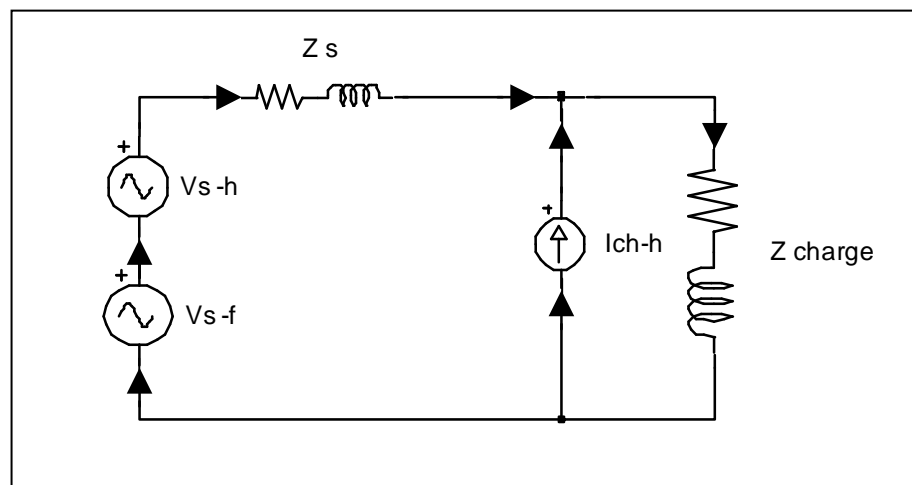 Z s
+
Vs-h
+
Vs-f
+
Ich-h
Z charge